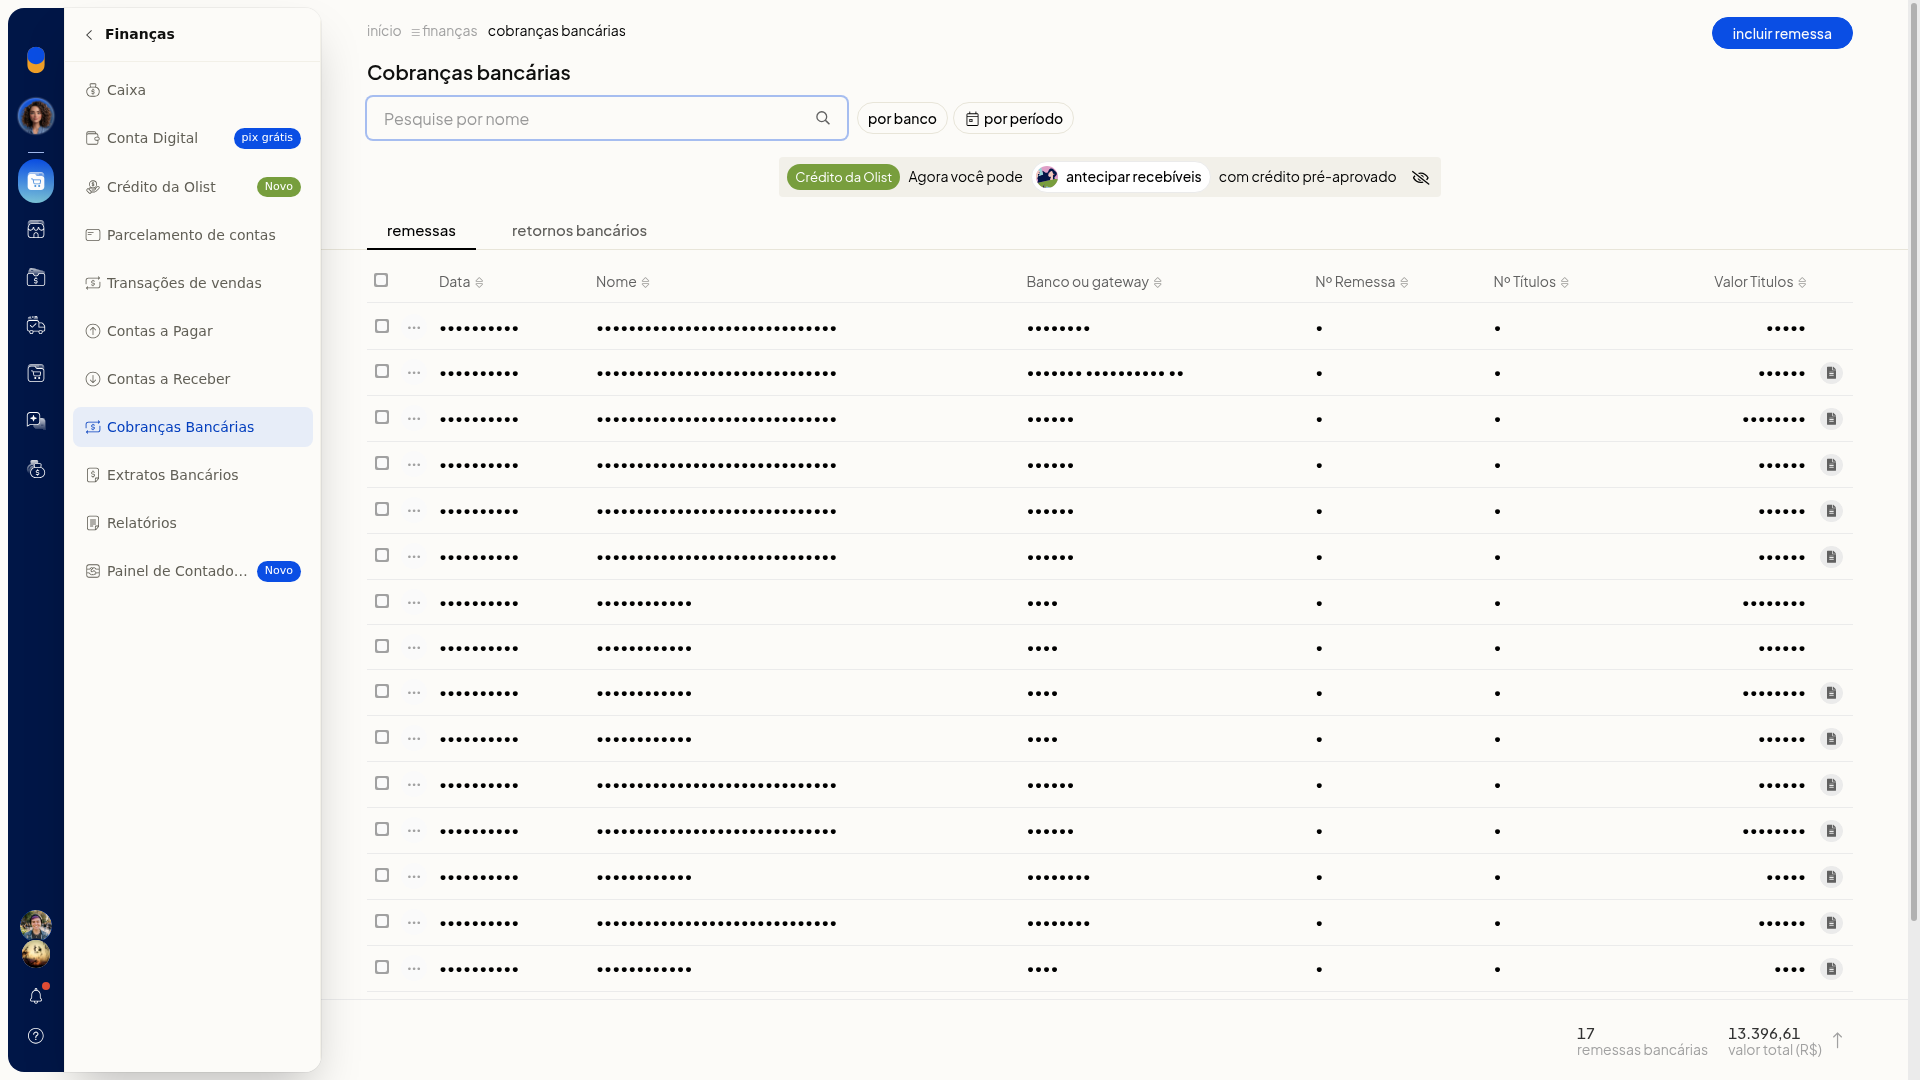 Finanças
Caixa
Conta Digital pix grátis
Crédito da Olist Novo
Parcelamento de contas
Transações de vendas
Contas a Pagar
Contas a Receber
Cobranças Bancárias
Extratos Bancários
Relatórios
Painel de Contado... Novo
início finanças cobranças bancárias
incluir remessa
Cobranças bancárias
Pesquise por nome
por banco
por período
Crédito da Olist Agora você pode antecipar recebíveis com crédito pré-aprovado
remessas retornos bancários
Data Nome Banco ou gateway Nº Remessa Nº Títulos Valor Titulos
•••••••••• •••••••••••••••••••••••••••••• •••••••• • • •••••
•••••••••• •••••••••••••••••••••••••••••• ••••••• •••••••••• •• • • ••••••
•••••••••• •••••••••••••••••••••••••••••• •••••• • • ••••••••
•••••••••• •••••••••••••••••••••••••••••• •••••• • • ••••••
•••••••••• •••••••••••••••••••••••••••••• •••••• • • ••••••
•••••••••• •••••••••••••••••••••••••••••• •••••• • • ••••••
•••••••••• •••••••••••• •••• • • ••••••••
•••••••••• •••••••••••• •••• • • ••••••
•••••••••• •••••••••••• •••• • • ••••••••
•••••••••• •••••••••••• •••• • • ••••••
•••••••••• •••••••••••••••••••••••••••••• •••••• • • ••••••
•••••••••• •••••••••••••••••••••••••••••• •••••• • • ••••••••
•••••••••• •••••••••••• •••••••• • • •••••
•••••••••• •••••••••••••••••••••••••••••• •••••••• • • ••••••
•••••••••• •••••••••••• •••• • • ••••
17 13.396,61
remessas bancárias valor total (R$)